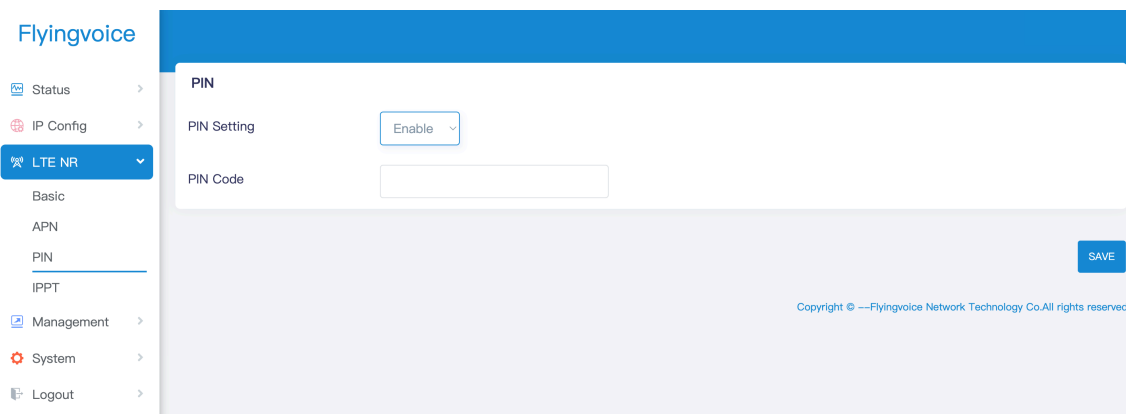 Flyingvoice
Status
IP Config
LTE NR
Basic
APN
PIN
IPPT
Management
System
Logout
PIN
PIN Setting
Enable
PIN Code
SAVE
Copyright © --Flyingvoice Network Technology Co.All rights reserved